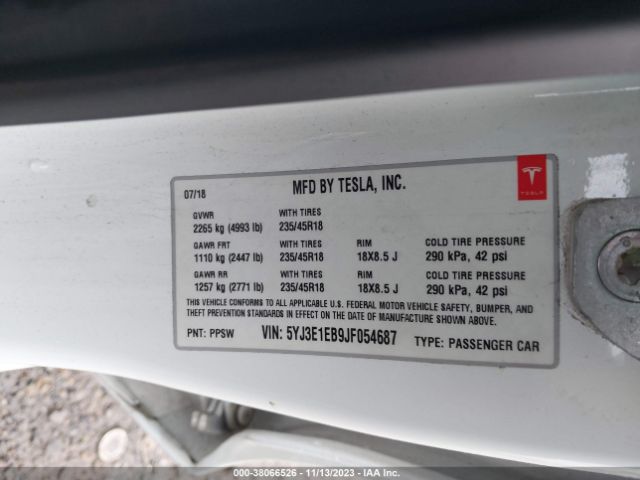 07/18 MFD BY TESLA, INC.
TESLA
GVWR WITH TIRES
2265 kg (4993 lb) 235/45R18
GAWR FRT WITH TIRES RIM COLD TIRE PRESSURE
1110 kg (2447 lb) 235/45R18 18X8.5 J 290 kPa, 42 psi
GAWR RR WITH TIRES RIM COLD TIRE PRESSURE
1257 kg (2771 lb) 235/45R18 18X8.5 J 290 kPa, 42 psi
THIS VEHICLE CONFORMS TO ALL APPLICABLE U.S. FEDERAL MOTOR VEHICLE SAFETY, BUMPER, AND
THEFT PREVENTION STANDARDS IN EFFECT ON THE DATE OF MANUFACTURE SHOWN ABOVE.
PNT: PPSW VIN: 5YJ3E1EB9JF054687 TYPE: PASSENGER CAR
000-38066526 - 11/13/2023 - IAA Inc.